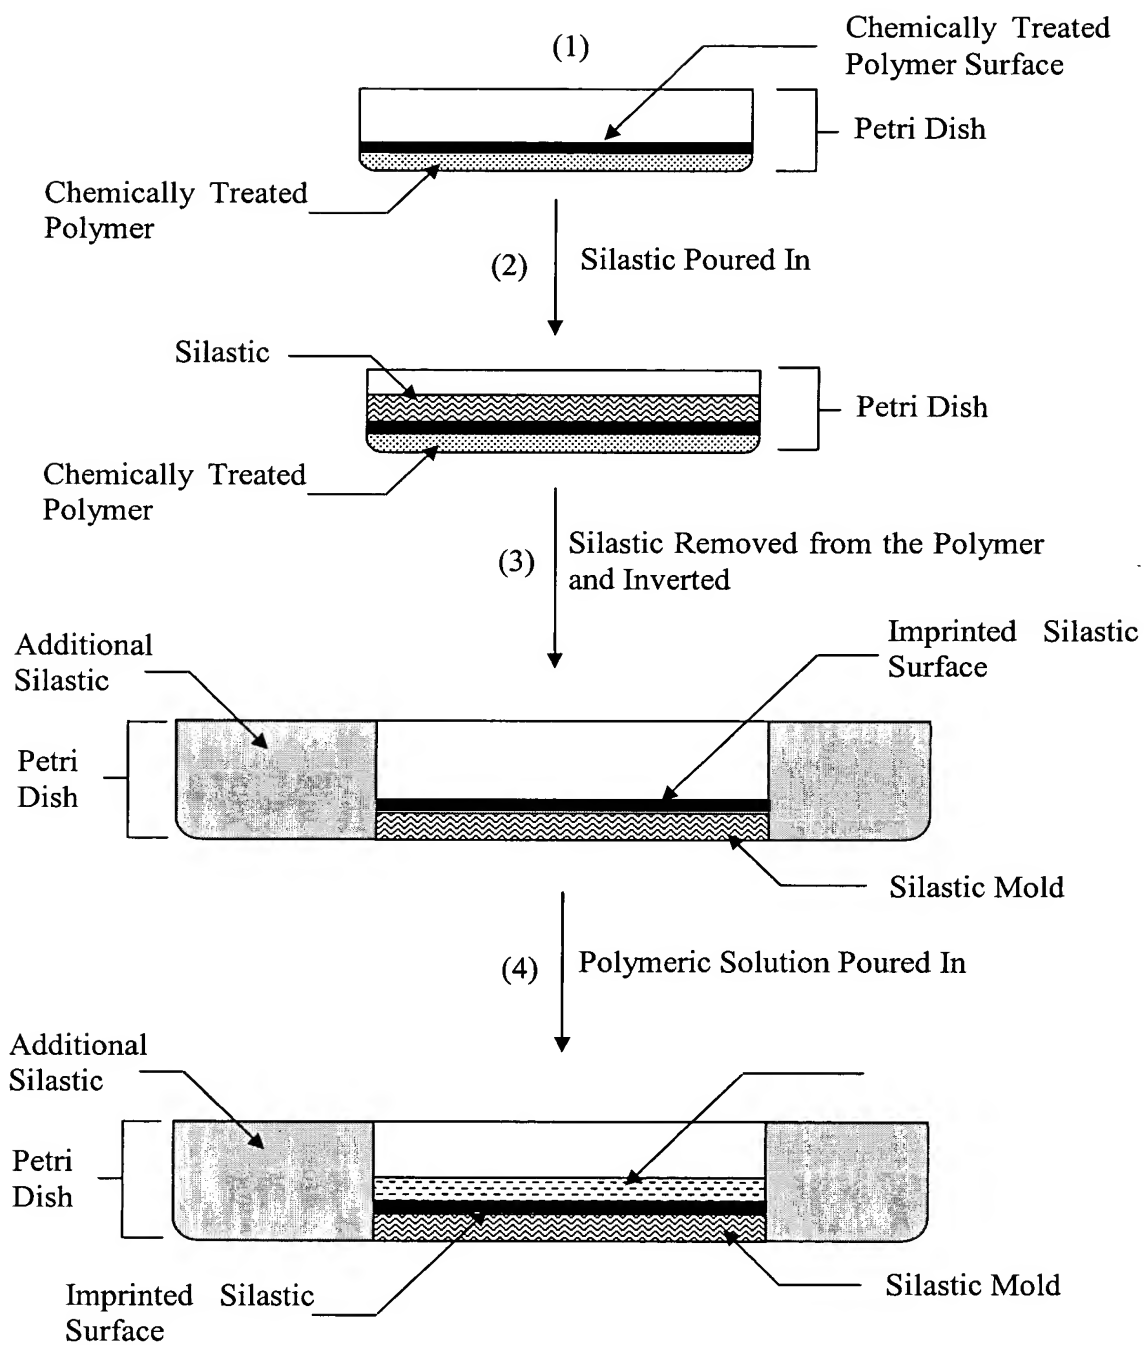 (1)
Chemically Treated
Polymer Surface
Petri Dish
Chemically Treated
Polymer
(2)
Silastic Poured In
Silastic
Petri Dish
Chemically Treated
Polymer
(3)
Silastic Removed from the Polymer
and Inverted
Additional
Silastic
Imprinted Silastic
Surface
Petri
Dish
Silastic Mold
(4)
Polymeric Solution Poured In
Additional
Silastic
Petri
Dish
Silastic Mold
Imprinted Silastic
Surface